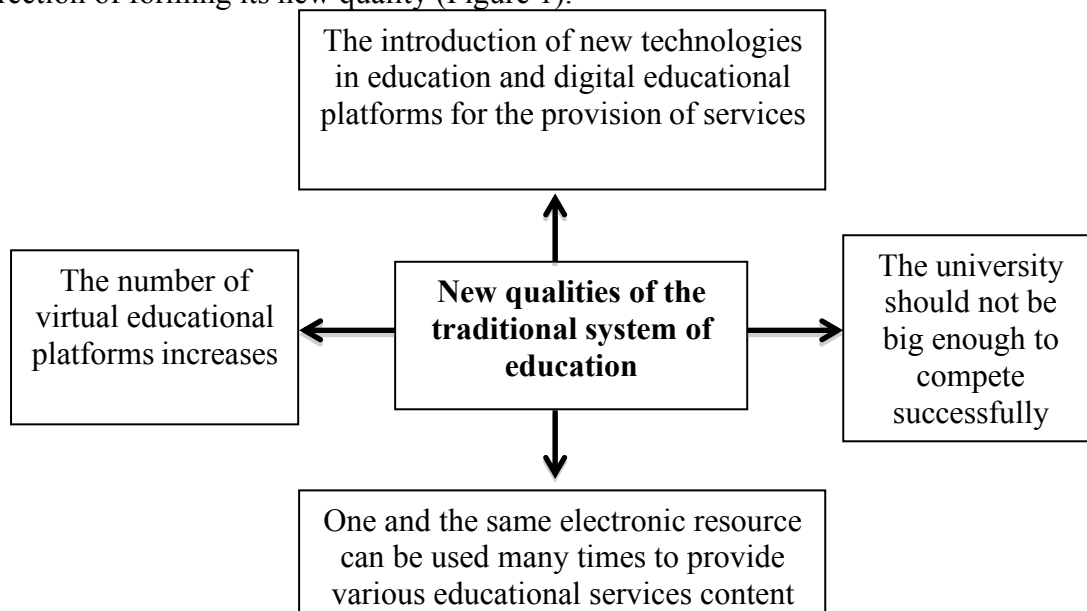 rection of forming its new quality (Figure 1).
The introduction of new technologies
in education and digital educational
platforms for the provision of services
The number of
virtual educational
platforms increases
New qualities of the
traditional system of
education
The university
should not be
big enough to
compete
successfully
One and the same electronic resource
can be used many times to provide
various educational services content